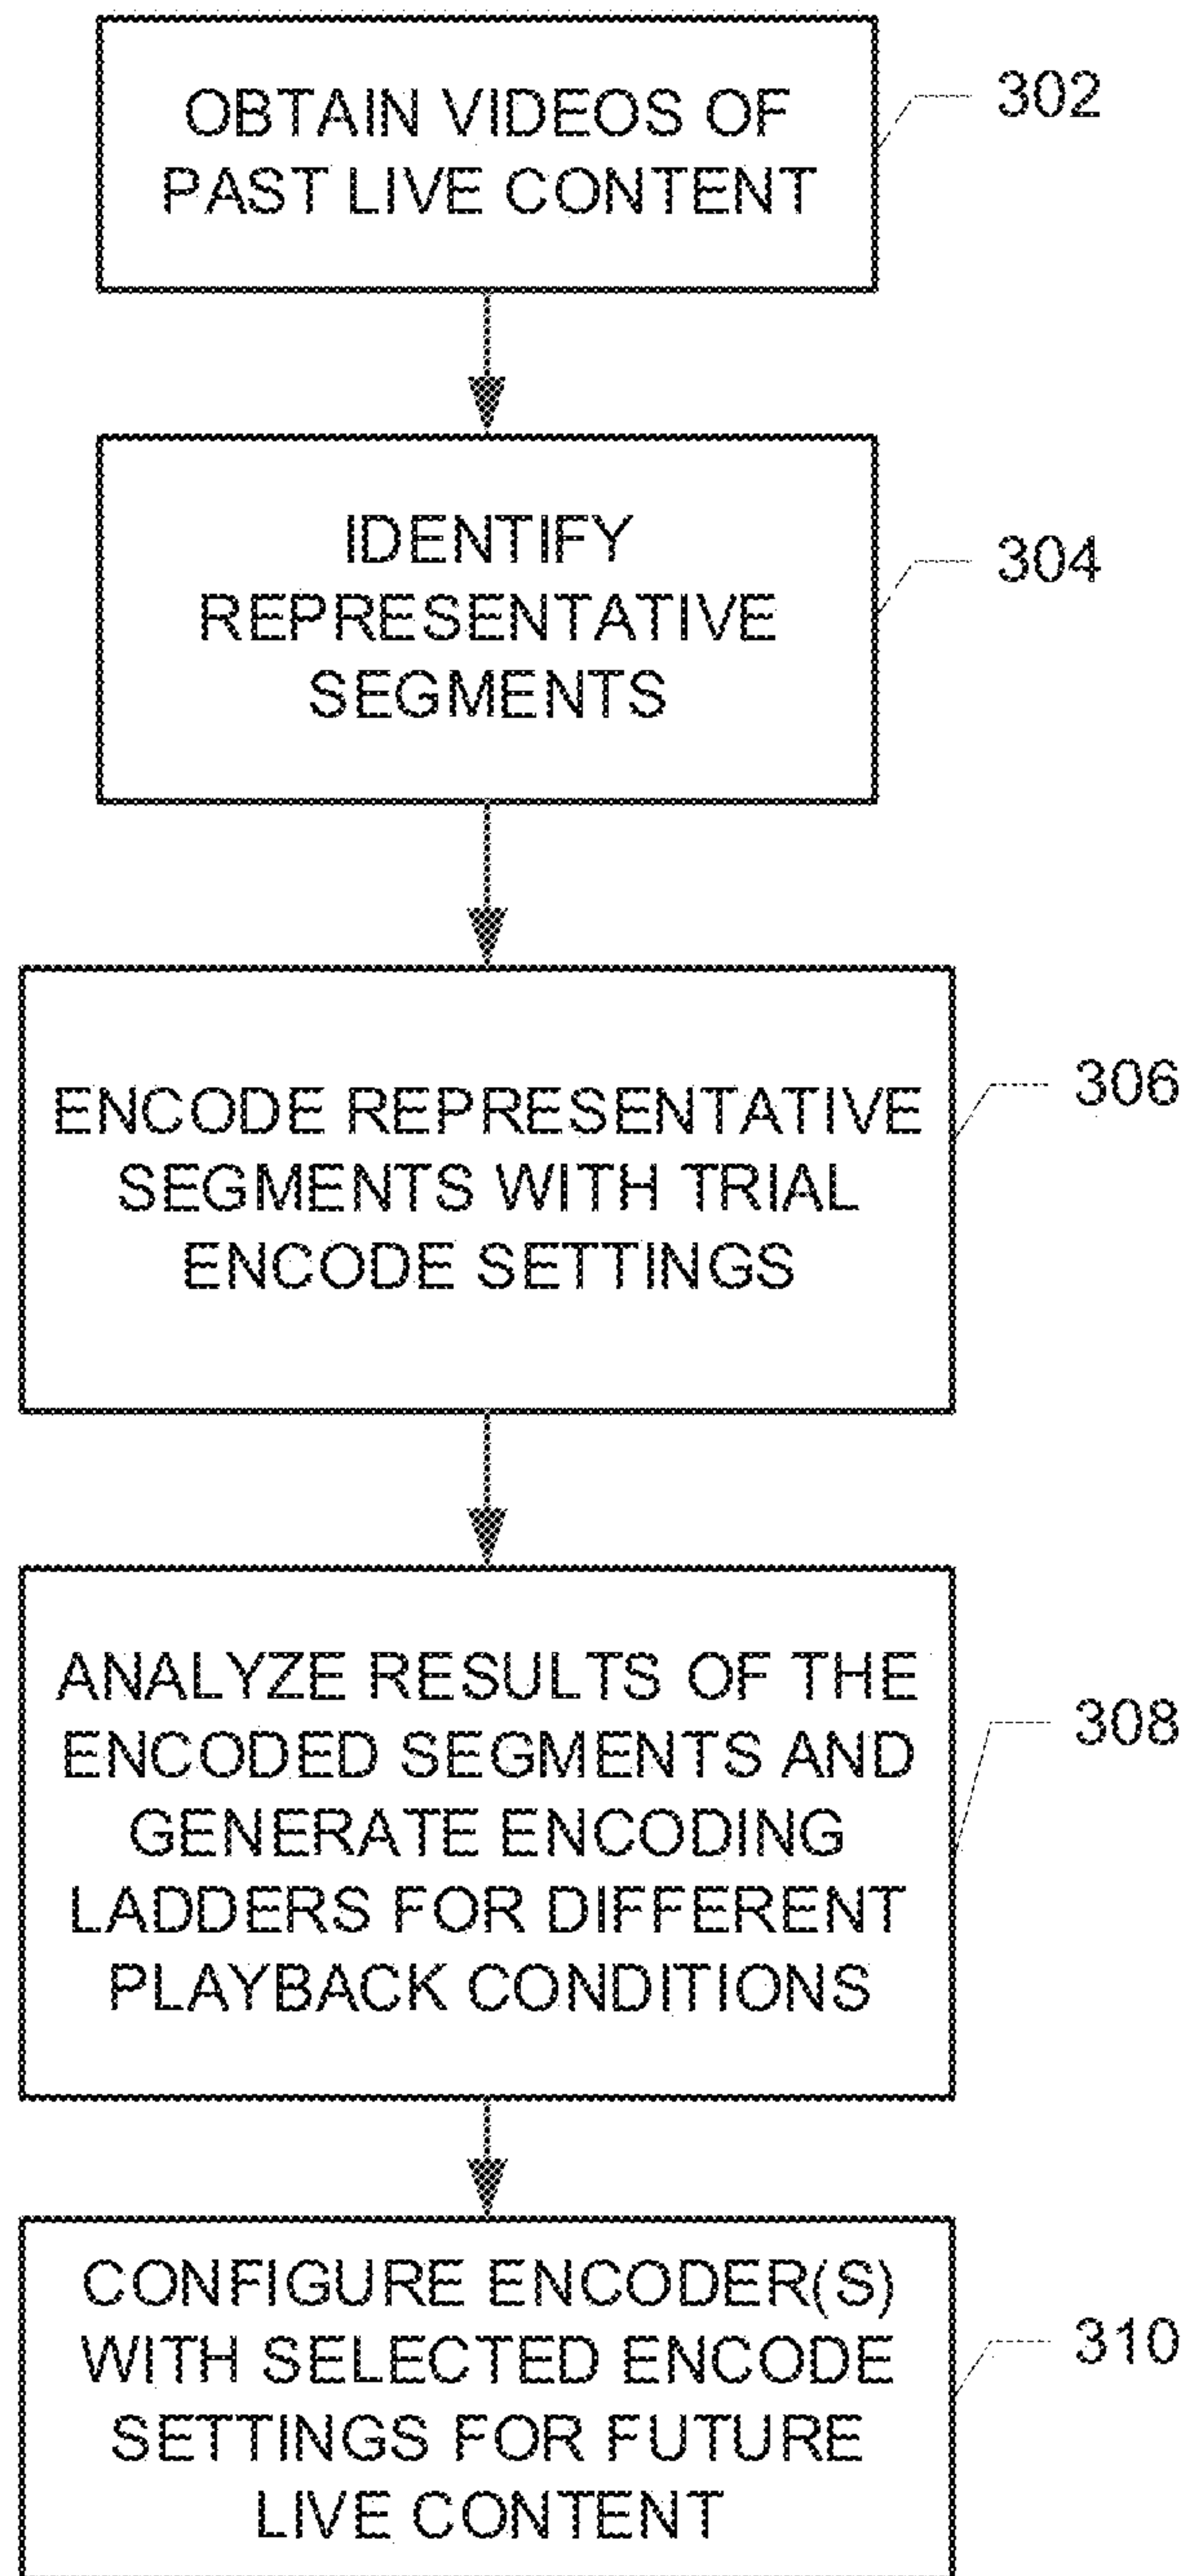 OBTAIN VIDEOS OF
PAST LIVE CONTENT
302
IDENTIFY
REPRESENTATIVE
SEGMENTS
304
ENCODE REPRESENTATIVE
SEGMENTS WITH TRIAL
ENCODE SETTINGS
306
ANALYZE RESULTS OF THE
ENCODED SEGMENTS AND
GENERATE ENCODING
LADDERS FOR DIFFERENT
PLAYBACK CONDITIONS
308
CONFIGURE ENCODER(S)
WITH SELECTED ENCODE
SETTINGS FOR FUTURE
LIVE CONTENT
310